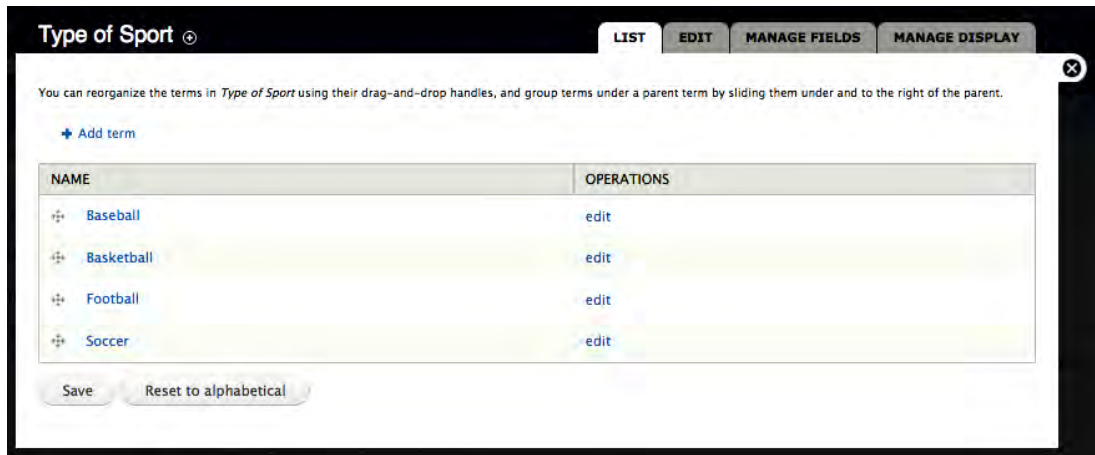 Type of Sport
LIST EDIT MANAGE FIELDS MANAGE DISPLAY
You can reorganize the terms in Type of Sport using their drag-and-drop handles, and group terms under a parent term by sliding them under and to the right of the parent.
Add term
NAME OPERATIONS
Baseball edit
Basketball edit
Football edit
Soccer edit
Save Reset to alphabetical